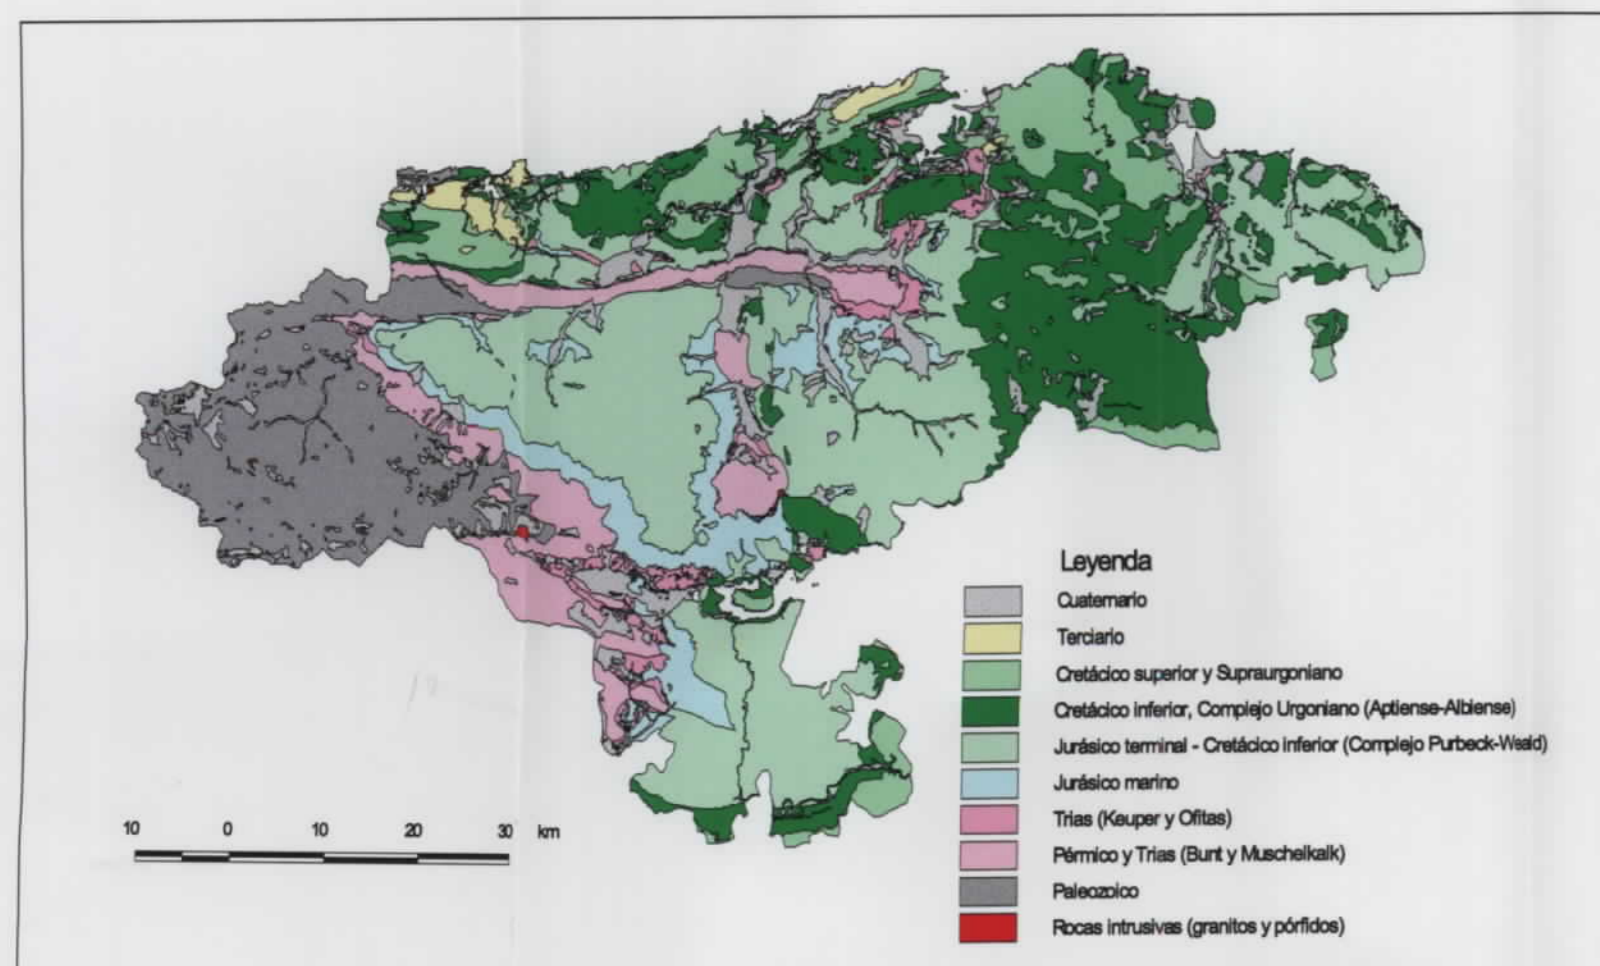 Leyenda
Cuaternario
Terciario
Cretácico superior y Supraurgoniano
Cretácico inferior, Complejo Urgoniano (Aptiense-Albiense)
Jurásico terminal - Cretácico inferior (Complejo Purbeck-Weald)
Jurásico marino
Trias (Keuper y Ofitas)
Pérmico y Trias (Bunt y Muschelkalk)
Paleozoico
Rocas intrusivas (granitos y pórfidos)
10 0 10 20 30 km